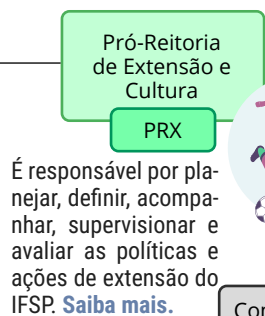 Pró-Reitoria
de Extensão e
Cultura
PRX
É responsável por pla-
nejar, definir, acompa-
nhar, supervisionar e
avaliar as políticas e
ações de extensão do
IFSP. Saiba mais.